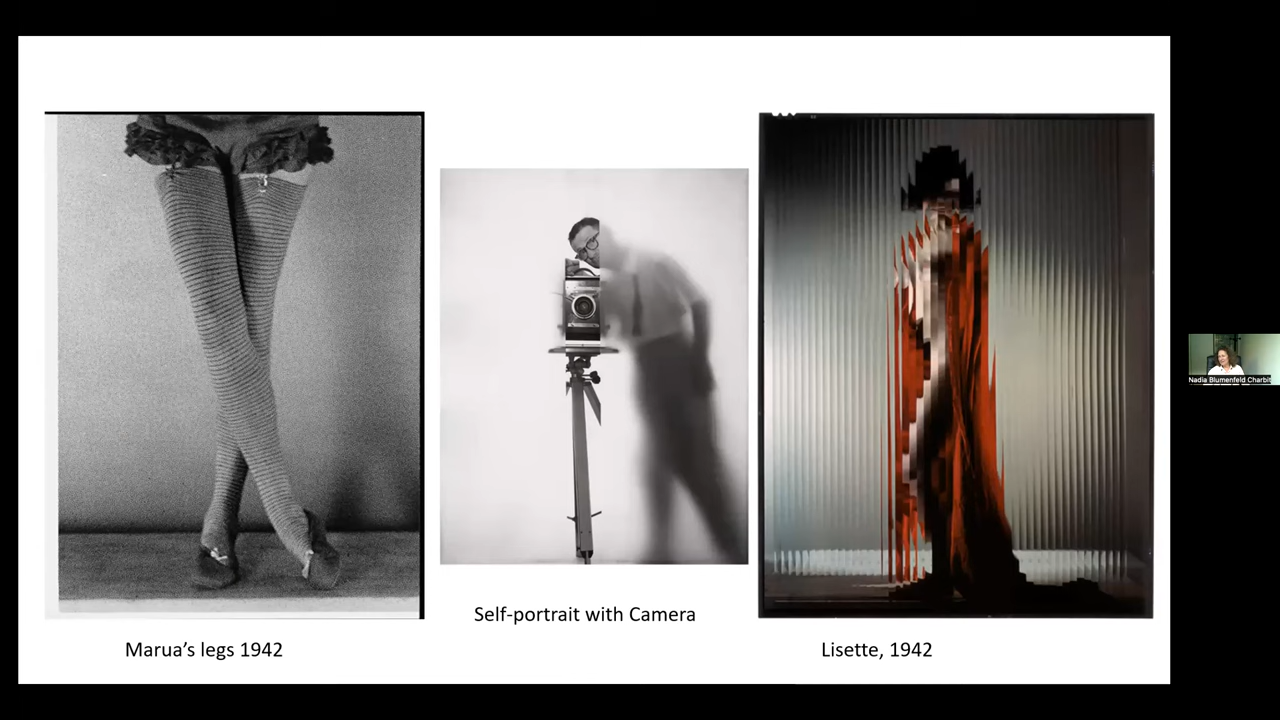 Self-portrait with Camera
Marua’s legs 1942
Lisette, 1942
Nadia Blumenfeld Charbit